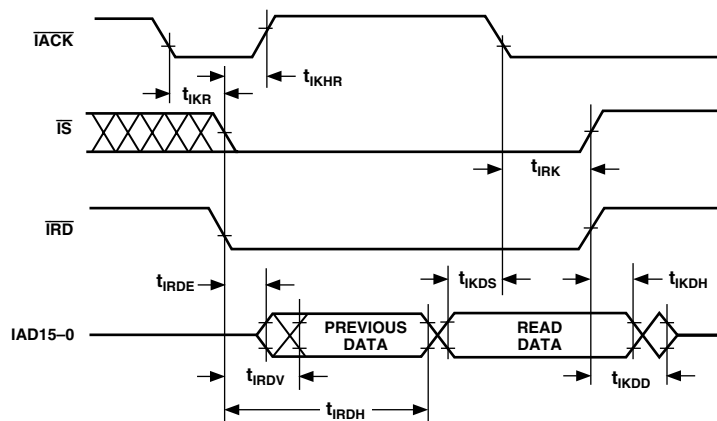 IACK
tIKHR
tIKR
IS
tIRK
IRD
tIRDE
tIKDS
tIKDH
IAD15–0
PREVIOUS
DATA
READ
DATA
tIRDV
tIKDD
tIRDH